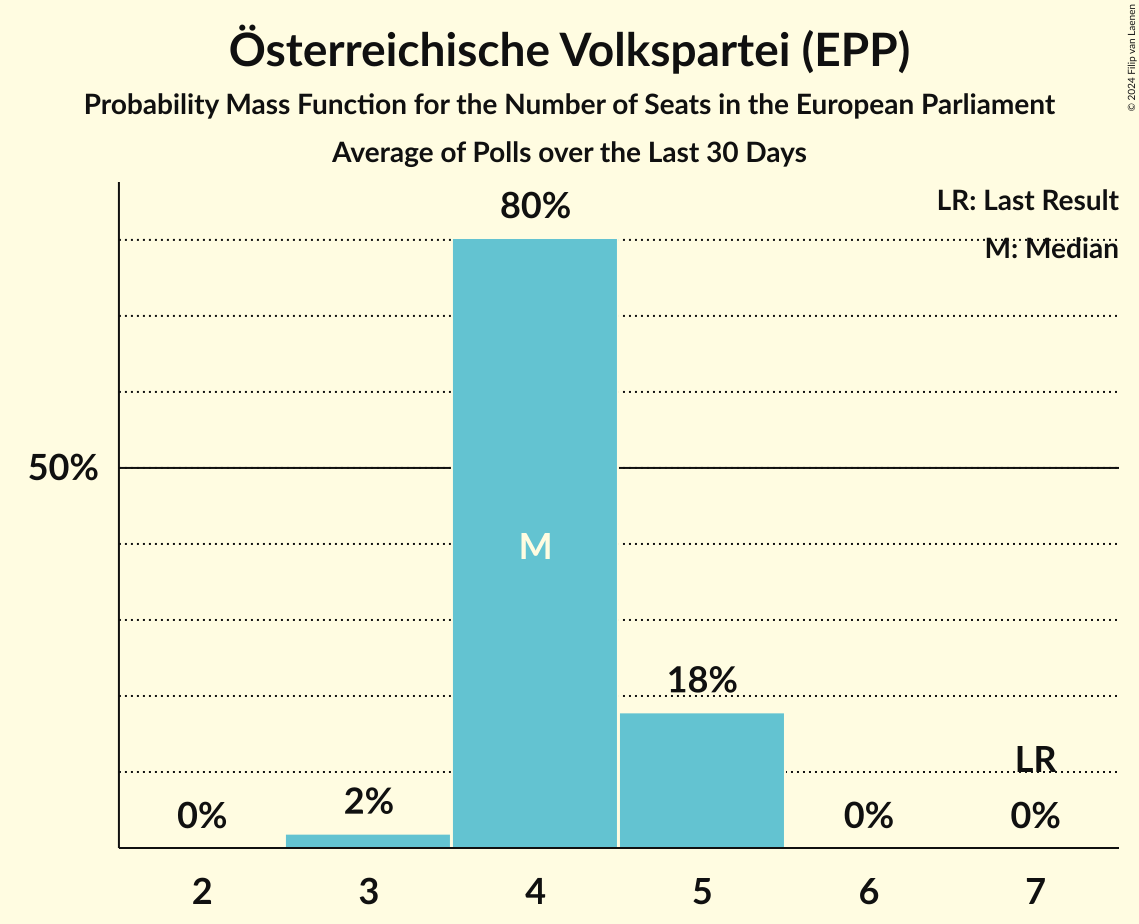 Österreichische Volkspartei (EPP)
Probability Mass Function for the Number of Seats in the European Parliament
Average of Polls over the Last 30 Days
© 2024 Filip van Laenen
LR: Last Result
M: Median
80%
50%
M
18%
LR
0%
2%
0%
0%
2
3
4
5
6
7